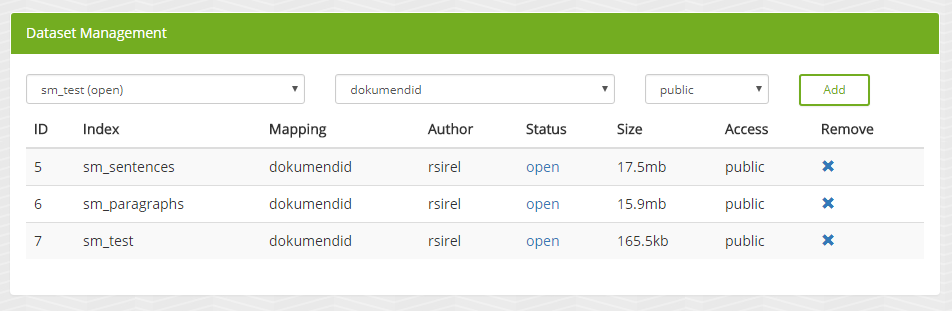 Dataset Management
sm_test (open) dokumendid public Add
ID Index Mapping Author Status Size Access Remove
5 sm_sentences dokumendid rsirel open 17.5mb public
6 sm_paragraphs dokumendid rsirel open 15.9mb public
7 sm_test dokumendid rsirel open 165.5kb public